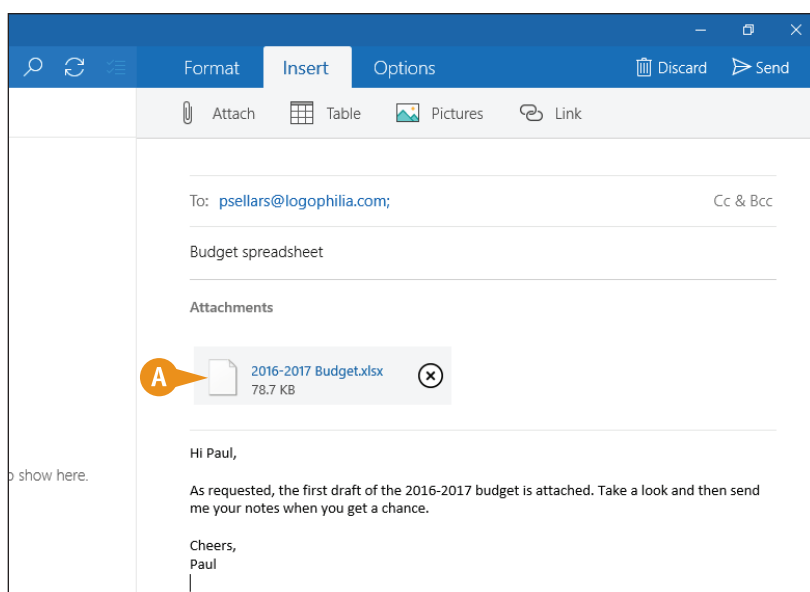 Format Insert Options Discard Send
Attach Table Pictures Link
To: psellars@logophilia.com; Cc & Bcc
Budget spreadsheet
Attachments
A
2016-2017 Budget.xlsx
78.7 KB
Hi Paul,
show here.
As requested, the first draft of the 2016-2017 budget is attached. Take a look and then send
me your notes when you get a chance.
Cheers,
Paul